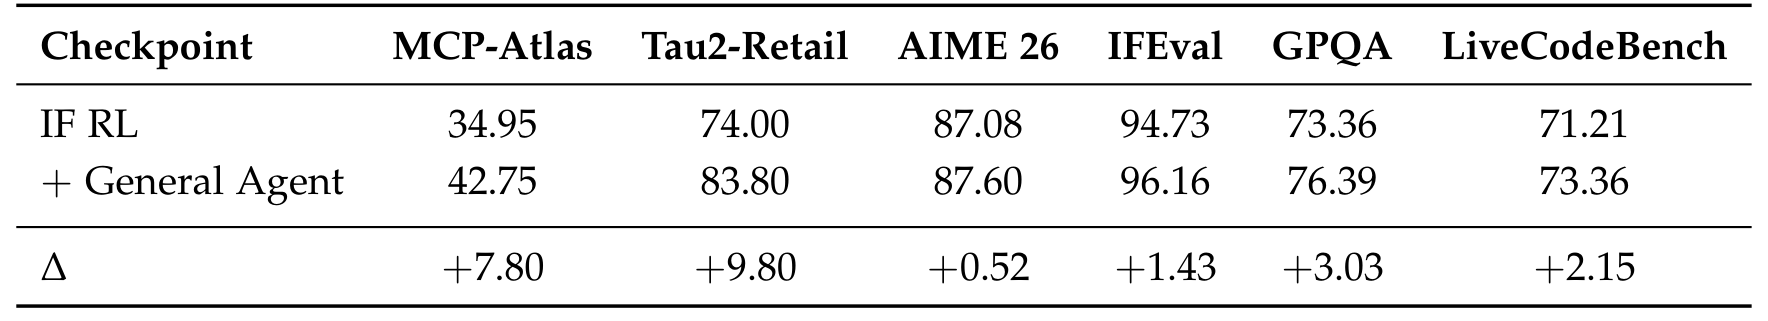 Checkpoint MCP-Atlas Tau2-Retail AIME 26 IFEval GPQA LiveCodeBench
IF RL 34.95 74.00 87.08 94.73 73.36 71.21
+ General Agent 42.75 83.80 87.60 96.16 76.39 73.36
Δ +7.80 +9.80 +0.52 +1.43 +3.03 +2.15